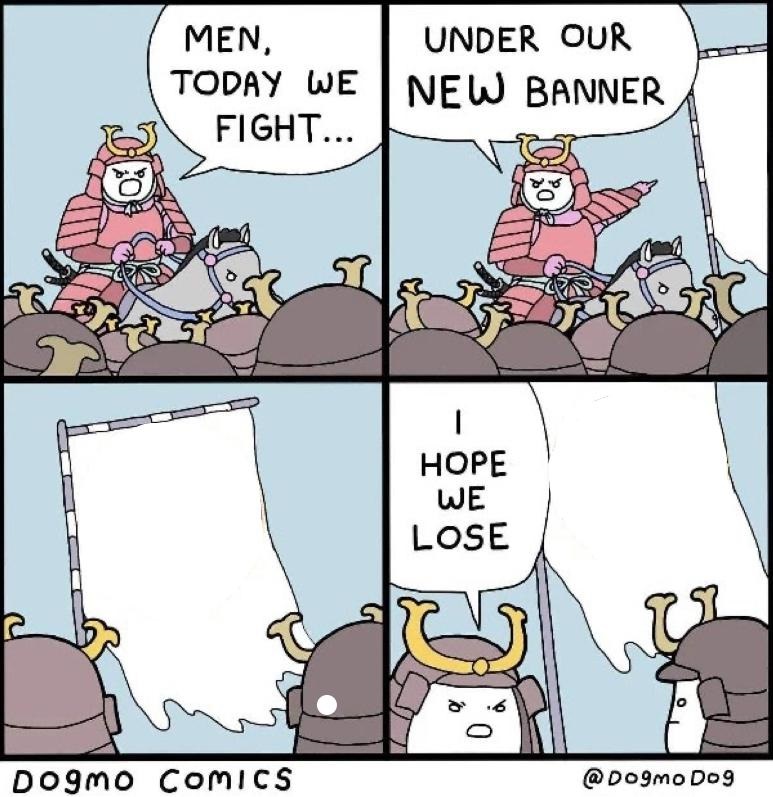 MEN,
TODAY WE
FIGHT...
UNDER OUR
NEW BANNER
I
HOPE
WE
LOSE
DOgMO COMICS
@DogmoDog